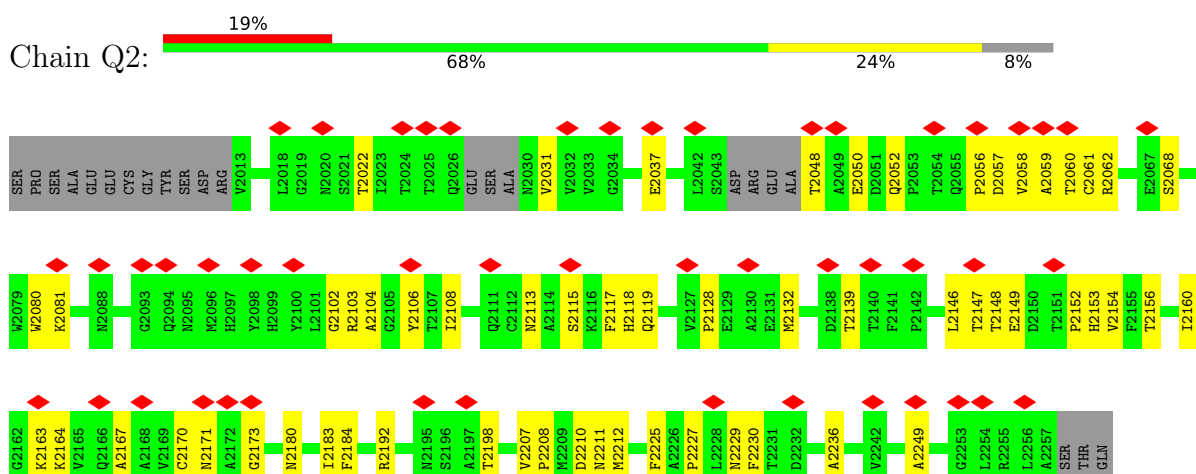 19%
Chain Q2:
68% 24% 8%
SER PRO SER ALA GLU GLU CYS GLY TYR SER ASP ARG V2013 L2018 G2019 N2020 S2021 T2022 I2023 T2024 T2025 Q2026 GLU SER ALA N2030 V2031 V2032 V2033 G2034 E2037 L2042 S2043 ASP ARG GLU ALA T2048 A2049 E2050 D2051 Q2052 P2053 T2054 Q2055 P2056 D2057 V2058 A2059 T2060 C2061 R2062 E2067 S2068
W2079 W2080 K2081 N2088 G2093 Q2094 N2095 M2096 H2097 Y2098 H2099 Y2100 L2101 G2102 R2103 A2104 G2105 Y2106 T2107 I2108 Q2111 C2112 N2113 A2114 S2115 K2116 F2117 H2118 Q2119 V2127 P2128 E2129 A2130 E2131 M2132 D2138 T2139 T2140 F2141 P2142 L2146 T2147 T2148 E2149 D2150 T2151 P2152 H2153 V2154 F2155 T2156 I2160
G2162 K2163 K2164 V2165 Q2166 A2167 A2168 V2169 C2170 N2171 A2172 G2173 N2180 I2183 F2184 R2192 N2195 S2196 A2197 T2198 V2207 P2208 M2209 D2210 N2211 M2212 F2225 A2226 P2227 L2228 N2229 F2230 T2231 D2232 A2236 V2242 A2249 G2253 L2254 R2255 L2256 A2257 SER THR GLN